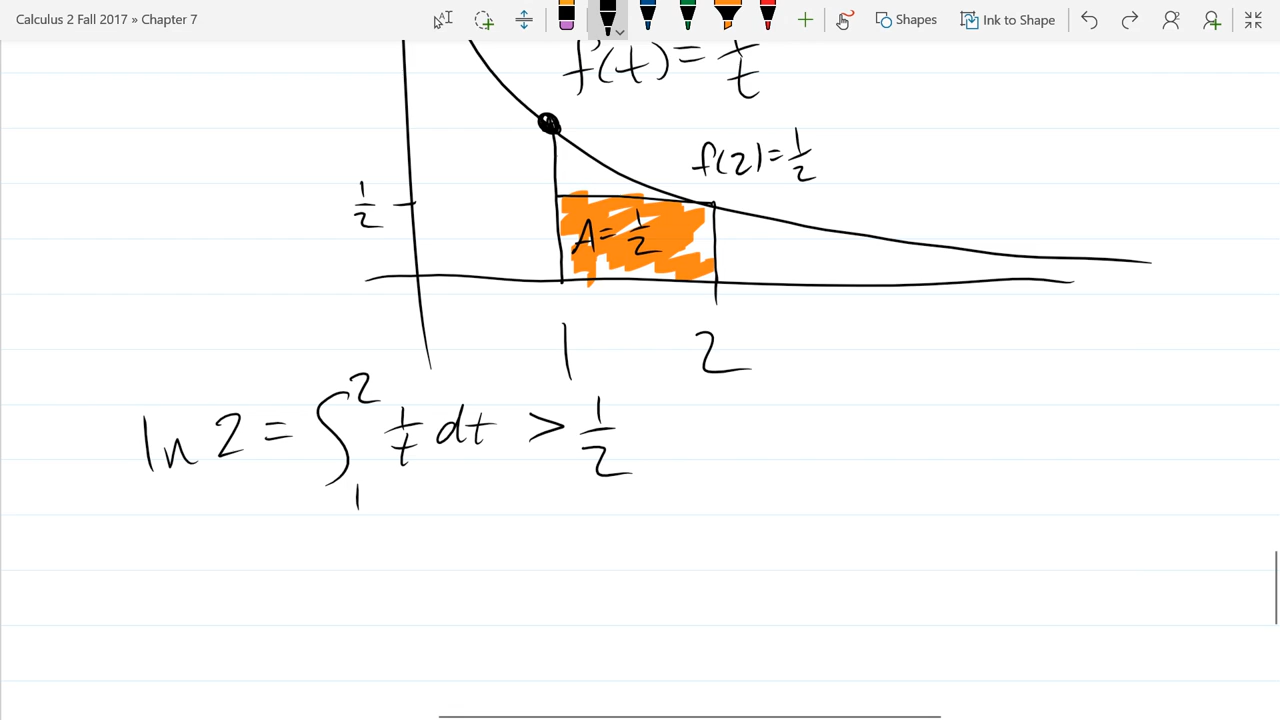 Calculus 2 Fall 2017 » Chapter 7
Shapes
Ink to Shape
f(t) = 1/t
f(2) = 1/2
1/2
A = 1/2
1 2
ln 2 = ∫₁² 1/t dt > 1/2